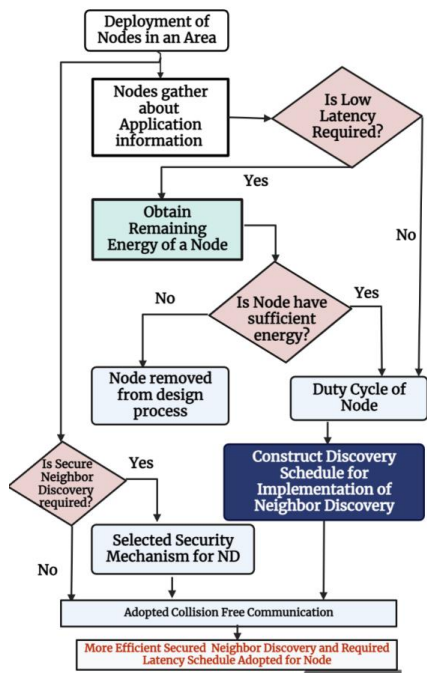 Deployment of
Nodes in an Area
Nodes gather
about
Application
information
Is Low
Latency
Required?
Yes
No
Obtain
Remaining
Energy of a Node
Is Node have
sufficient
energy?
No
Yes
Node removed
from design
process
Duty Cycle of
Node
Construct Discovery
Schedule for
Implementation of
Neighbor Discovery
Is Secure
Neighbor
Discovery
required?
Yes
No
Selected Security
Mechanism for ND
Adopted Collision Free Communication
More Efficient Secured Neighbor Discovery and Required
Latency Schedule Adopted for Node